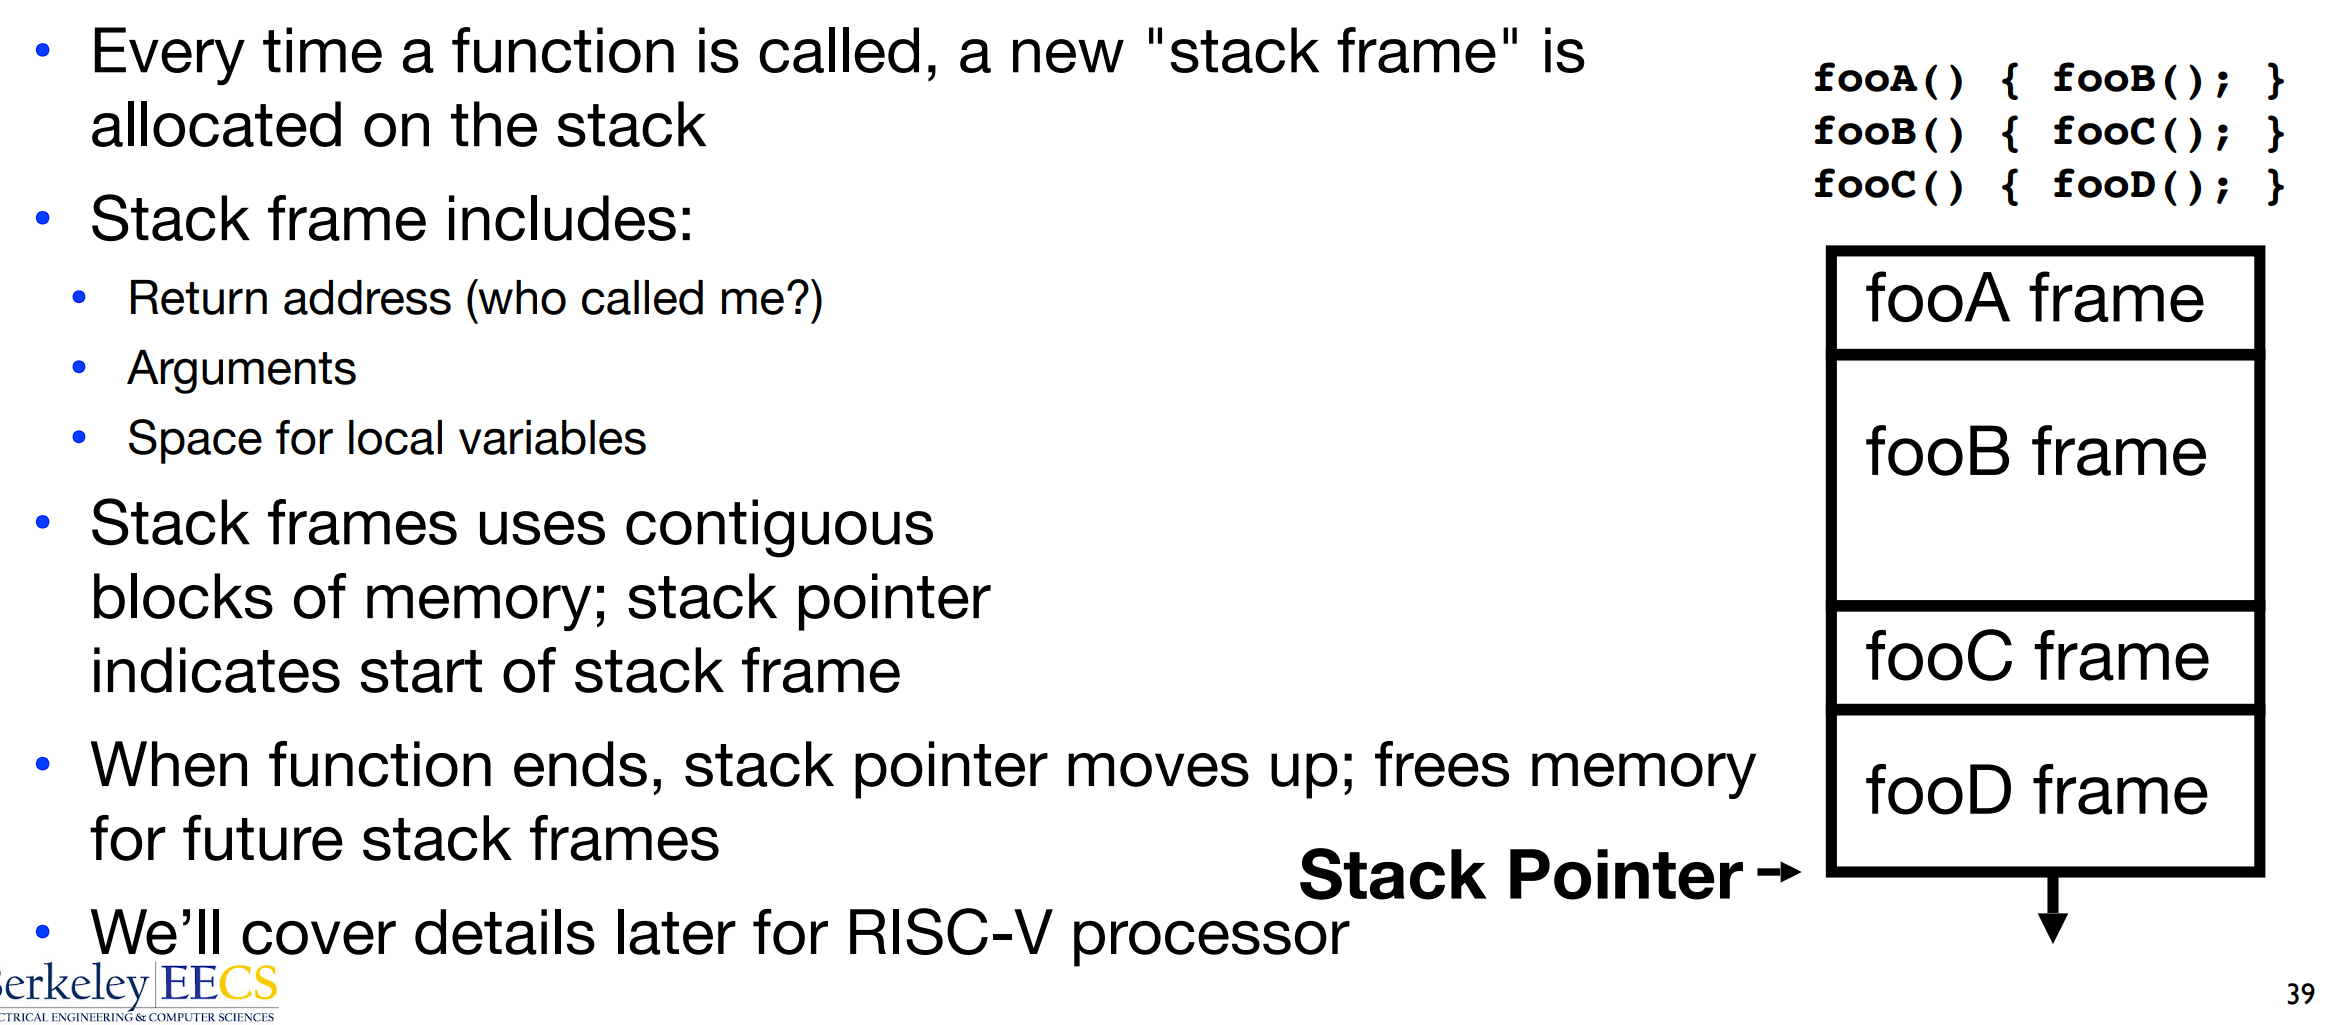 • Every time a function is called, a new "stack frame" is
allocated on the stack
• Stack frame includes:
• Return address (who called me?)
• Arguments
• Space for local variables
• Stack frames uses contiguous
blocks of memory; stack pointer
indicates start of stack frame
• When function ends, stack pointer moves up; frees memory
for future stack frames
• We’ll cover details later for RISC-V processor
fooA() { fooB(); }
fooB() { fooC(); }
fooC() { fooD(); }
fooA frame
fooB frame
fooC frame
fooD frame
Stack Pointer
Berkeley EECS
CTRICAL ENGINEERING & COMPUTER SCIENCES
39